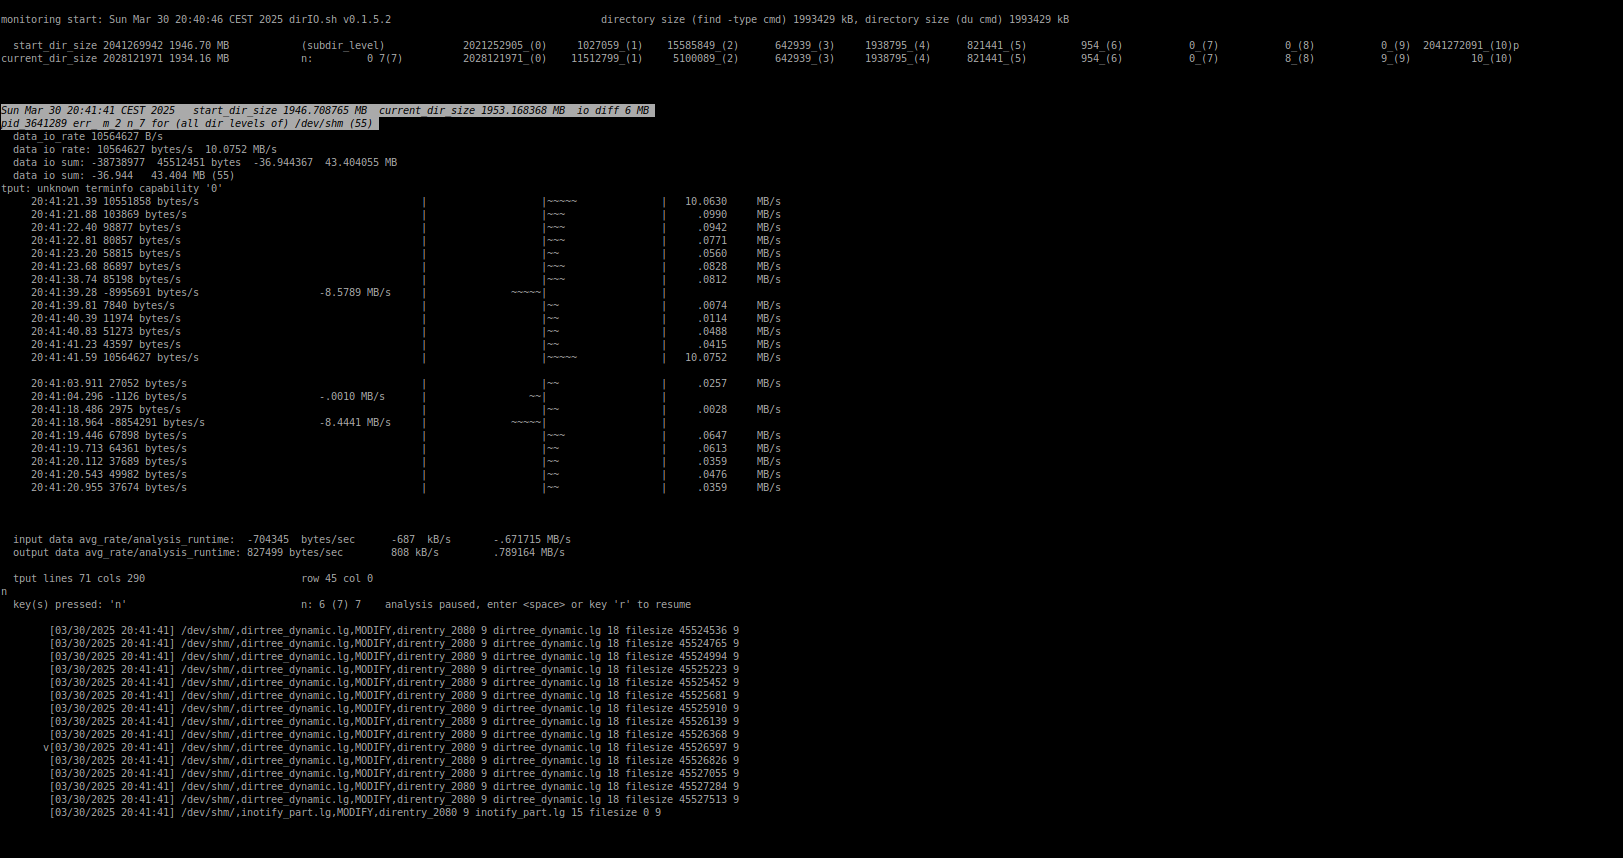 monitoring start: Sun Mar 30 20:40:46 CEST 2025 dirIO.sh v0.1.5.2 directory size (find -type cmd) 1993429 kB, directory size (du cmd) 1993429 kB
start_dir_size 2041269942 1946.70 MB (subdir_level) 2021252905_(0) 1027059_(1) 15585849_(2) 642939_(3) 1938795_(4) 821441_(5) 954_(6) 0_(7) 0_(8) 0_(9) 2041272091_(10)p
current_dir_size 2028121971 1934.16 MB n: 0 7(7) 2028121971_(0) 11512799_(1) 5100089_(2) 642939_(3) 1938795_(4) 821441_(5) 954_(6) 0_(7) 8_(8) 9_(9) 10_(10)
Sun Mar 30 20:41:41 CEST 2025 start_dir_size 1946.708765 MB current_dir_size 1953.168368 MB io diff 6 MB
pid_3641289 err_ m 2 n 7 for (all dir levels of) /dev/shm (55)
data_io_rate 10564627 B/s
data io rate: 10564627 bytes/s 10.0752 MB/s
data io sum: -38738977 45512451 bytes -36.944367 43.404055 MB
data io sum: -36.944 43.404 MB (55)
tput: unknown terminfo capability '0'
20:41:21.39 10551858 bytes/s | |~~~~~ | 10.0630 MB/s
20:41:21.88 103869 bytes/s | |~~~ | .0990 MB/s
20:41:22.40 98877 bytes/s | |~~~ | .0942 MB/s
20:41:22.81 80857 bytes/s | |~~~ | .0771 MB/s
20:41:23.20 58815 bytes/s | |~~ | .0560 MB/s
20:41:23.68 86897 bytes/s | |~~~ | .0828 MB/s
20:41:38.74 85198 bytes/s | |~~~ | .0812 MB/s
20:41:39.28 -8995691 bytes/s -8.5789 MB/s | ~~~~~| |
20:41:39.81 7840 bytes/s | |~~ | .0074 MB/s
20:41:40.39 11974 bytes/s | |~~ | .0114 MB/s
20:41:40.83 51273 bytes/s | |~~ | .0488 MB/s
20:41:41.23 43597 bytes/s | |~~ | .0415 MB/s
20:41:41.59 10564627 bytes/s | |~~~~~ | 10.0752 MB/s
20:41:03.911 27052 bytes/s | |~~ | .0257 MB/s
20:41:04.296 -1126 bytes/s -.0010 MB/s | ~~| |
20:41:18.486 2975 bytes/s | |~~ | .0028 MB/s
20:41:18.964 -8854291 bytes/s -8.4441 MB/s | ~~~~~| |
20:41:19.446 67898 bytes/s | |~~~ | .0647 MB/s
20:41:19.713 64361 bytes/s | |~~ | .0613 MB/s
20:41:20.112 37689 bytes/s | |~~ | .0359 MB/s
20:41:20.543 49982 bytes/s | |~~ | .0476 MB/s
20:41:20.955 37674 bytes/s | |~~ | .0359 MB/s
input data avg_rate/analysis_runtime: -704345 bytes/sec -687 kB/s -.671715 MB/s
output data avg_rate/analysis_runtime: 827499 bytes/sec 808 kB/s .789164 MB/s
tput lines 71 cols 290 row 45 col 0
n
key(s) pressed: 'n' n: 6 (7) 7 analysis paused, enter <space> or key 'r' to resume
[03/30/2025 20:41:41] /dev/shm/,dirtree_dynamic.lg,MODIFY,direntry_2080 9 dirtree_dynamic.lg 18 filesize 45524536 9
[03/30/2025 20:41:41] /dev/shm/,dirtree_dynamic.lg,MODIFY,direntry_2080 9 dirtree_dynamic.lg 18 filesize 45524765 9
[03/30/2025 20:41:41] /dev/shm/,dirtree_dynamic.lg,MODIFY,direntry_2080 9 dirtree_dynamic.lg 18 filesize 45524994 9
[03/30/2025 20:41:41] /dev/shm/,dirtree_dynamic.lg,MODIFY,direntry_2080 9 dirtree_dynamic.lg 18 filesize 45525223 9
[03/30/2025 20:41:41] /dev/shm/,dirtree_dynamic.lg,MODIFY,direntry_2080 9 dirtree_dynamic.lg 18 filesize 45525452 9
[03/30/2025 20:41:41] /dev/shm/,dirtree_dynamic.lg,MODIFY,direntry_2080 9 dirtree_dynamic.lg 18 filesize 45525681 9
[03/30/2025 20:41:41] /dev/shm/,dirtree_dynamic.lg,MODIFY,direntry_2080 9 dirtree_dynamic.lg 18 filesize 45525910 9
[03/30/2025 20:41:41] /dev/shm/,dirtree_dynamic.lg,MODIFY,direntry_2080 9 dirtree_dynamic.lg 18 filesize 45526139 9
[03/30/2025 20:41:41] /dev/shm/,dirtree_dynamic.lg,MODIFY,direntry_2080 9 dirtree_dynamic.lg 18 filesize 45526368 9
v[03/30/2025 20:41:41] /dev/shm/,dirtree_dynamic.lg,MODIFY,direntry_2080 9 dirtree_dynamic.lg 18 filesize 45526597 9
[03/30/2025 20:41:41] /dev/shm/,dirtree_dynamic.lg,MODIFY,direntry_2080 9 dirtree_dynamic.lg 18 filesize 45526826 9
[03/30/2025 20:41:41] /dev/shm/,dirtree_dynamic.lg,MODIFY,direntry_2080 9 dirtree_dynamic.lg 18 filesize 45527055 9
[03/30/2025 20:41:41] /dev/shm/,dirtree_dynamic.lg,MODIFY,direntry_2080 9 dirtree_dynamic.lg 18 filesize 45527284 9
[03/30/2025 20:41:41] /dev/shm/,dirtree_dynamic.lg,MODIFY,direntry_2080 9 dirtree_dynamic.lg 18 filesize 45527513 9
[03/30/2025 20:41:41] /dev/shm/,inotify_part.lg,MODIFY,direntry_2080 9 inotify_part.lg 15 filesize 0 9